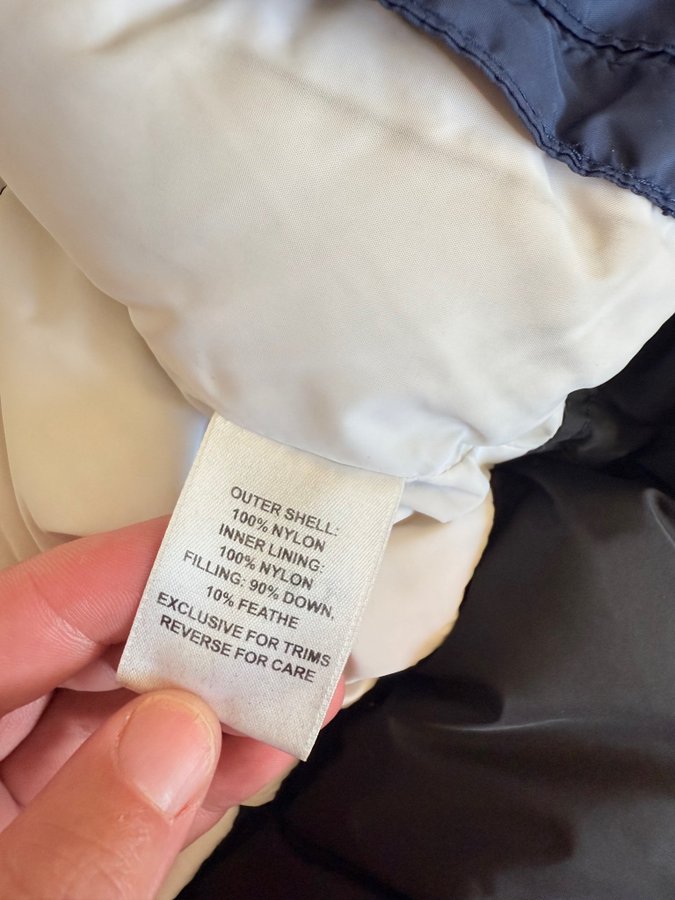 OUTER SHELL:
100% NYLON
INNER LINING:
100% NYLON
FILLING: 90% DOWN,
10% FEATHE
EXCLUSIVE FOR TRIMS
REVERSE FOR CARE